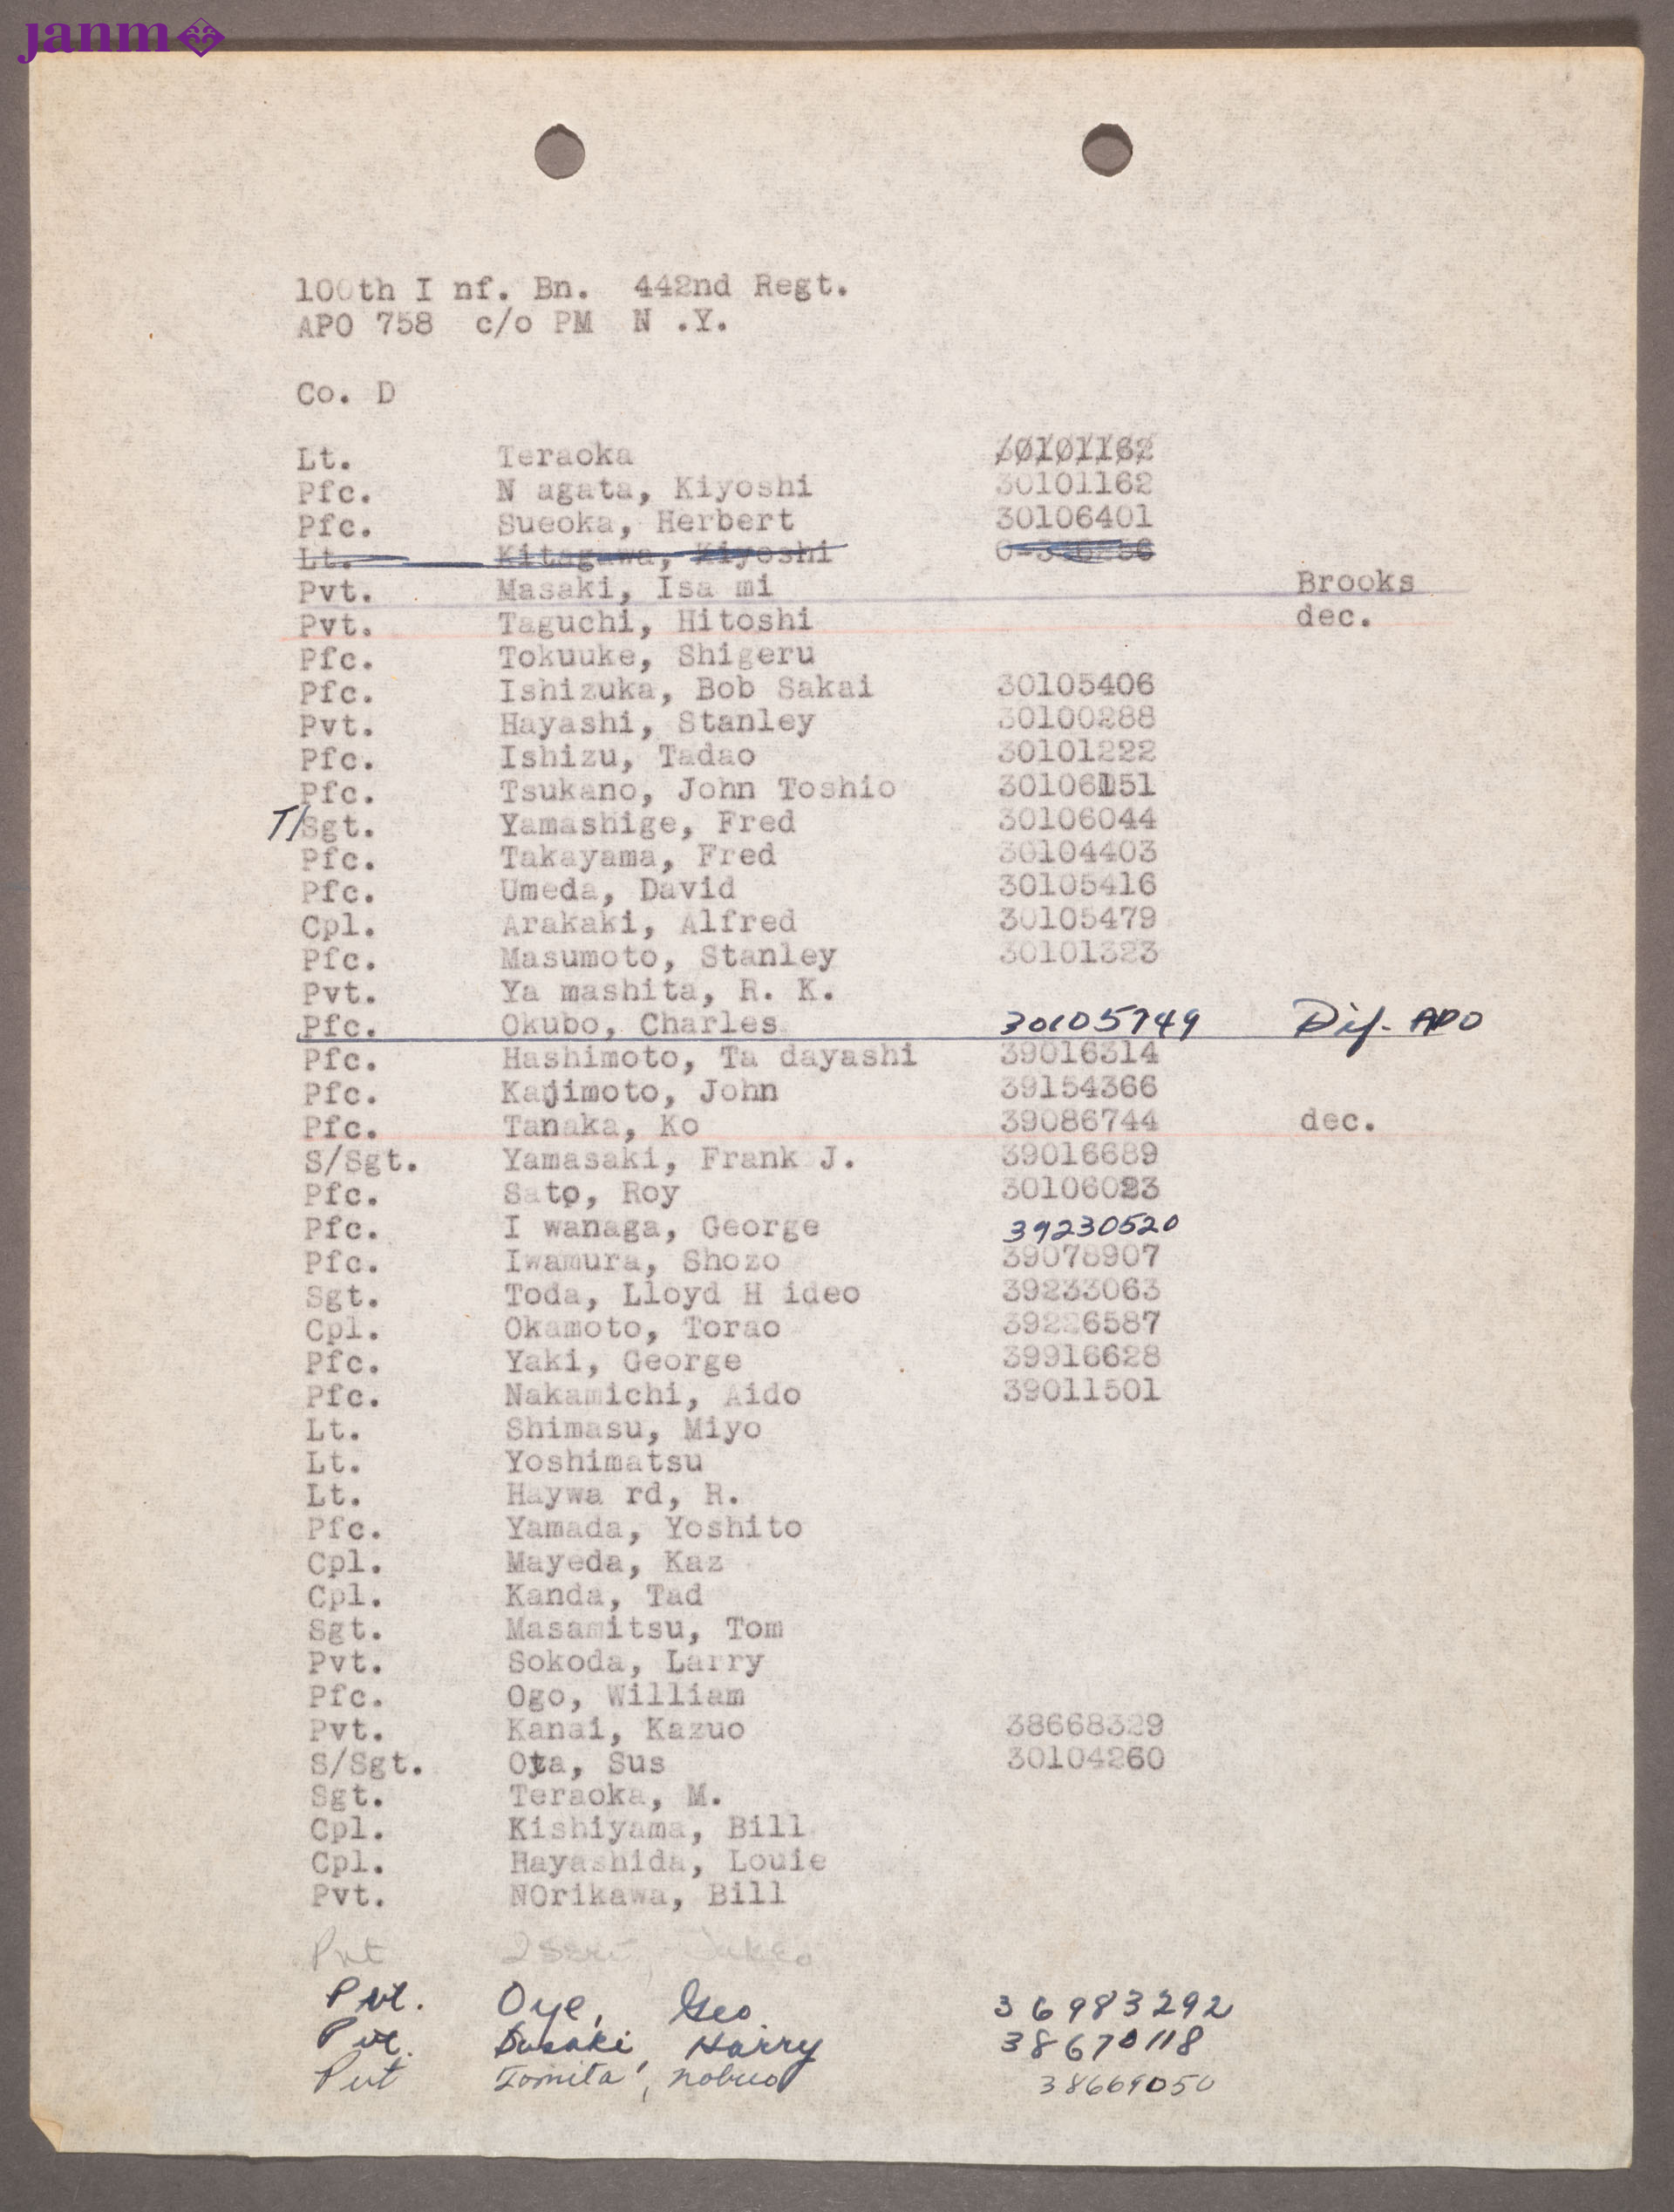 janm
100th I nf. Bn. 442nd Regt.
APO 758 c/o PM N .Y.
Co. D
Lt. Teraoka 30101162
Pfc. N agata, Kiyoshi 30101162
Pfc. Sueoka, Herbert 30106401
Lt. Kitagawa, Kiyoshi
Pvt. Masaki, Isa mi Brooks
Pvt. Taguchi, Hitoshi dec.
Pfc. Tokuuke, Shigeru
Pfc. Ishizuka, Bob Sakai 30105406
Pvt. Hayashi, Stanley 30100288
Pfc. Ishizu, Tadao 30101222
Pfc. Tsukano, John Toshio 30106151
T/Sgt. Yamashige, Fred 30106044
Pfc. Takayama, Fred 30104403
Pfc. Umeda, David 30105416
Cpl. Arakaki, Alfred 30105479
Pfc. Masumoto, Stanley 30101323
Pvt. Ya mashita, R. K.
Pfc. Okubo, Charles 30105749 Dif. APO
Pfc. Hashimoto, Ta dayashi 39016314
Pfc. Kajimoto, John 39154366
Pfc. Tanaka, Ko 39086744 dec.
S/Sgt. Yamasaki, Frank J. 39016689
Pfc. Sato, Roy 30106023
Pfc. I wanaga, George 39230520
Pfc. Iwamura, Shozo 39078907
Sgt. Toda, Lloyd H ideo 39233063
Cpl. Okamoto, Torao 39226587
Pfc. Yaki, George 39916628
Pfc. Nakamichi, Aido 39011501
Lt. Shimasu, Miyo
Lt. Yoshimatsu
Lt. Haywa rd, R.
Pfc. Yamada, Yoshito
Cpl. Mayeda, Kaz
Cpl. Kanda, Tad
Sgt. Masamitsu, Tom
Pvt. Sokoda, Larry
Pfc. Ogo, William
Pvt. Kanai, Kazuo 38668329
S/Sgt. Ota, Sus 30104260
Sgt. Teraoka, M.
Cpl. Kishiyama, Bill
Cpl. Hayashida, Louie
Pvt. NOrikawa, Bill
Pvt
Pvt. Oye, Geo. 36983292
Pvt. Harry 38670118
Pvt Tomita, Nobuo 38669050